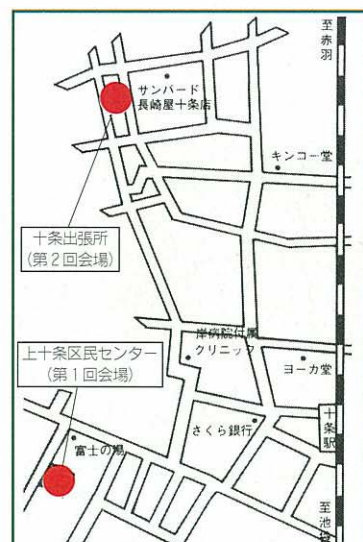 至赤羽
サンバード
長崎屋十条店
キンコー堂
十条出張所
(第2回会場)
岸病院付属
クリニック
上十条区民センター
(第1回会場)
ヨーカ堂
十条駅
さくら銀行
富士の湯
至池袋